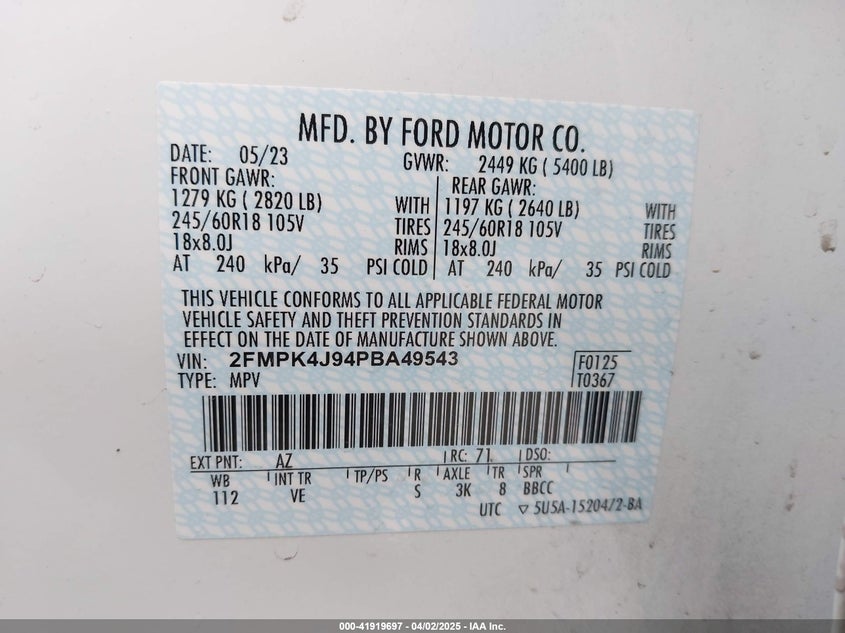 MFD. BY FORD MOTOR CO.
DATE: 05/23 GVWR: 2449 KG ( 5400 LB)
FRONT GAWR: REAR GAWR:
1279 KG ( 2820 LB) WITH 1197 KG ( 2640 LB) WITH
245/60R18 105V TIRES 245/60R18 105V TIRES
18x8.0J RIMS 18x8.0J RIMS
AT 240 kPa/ 35 PSI COLD AT 240 kPa/ 35 PSI COLD
THIS VEHICLE CONFORMS TO ALL APPLICABLE FEDERAL MOTOR
VEHICLE SAFETY AND THEFT PREVENTION STANDARDS IN
EFFECT ON THE DATE OF MANUFACTURE SHOWN ABOVE.
VIN: 2FMPK4J94PBA49543 F0125
TYPE: MPV T0367
EXT PNT: AZ RC: 71 DSO:
WB INT TR TP/PS R AXLE TR SPR
112 VE S 3K 8 BBCC
UTC ▽ 5U5A-1520472-BA
000-41919697 - 04/02/2025 - IAA Inc.